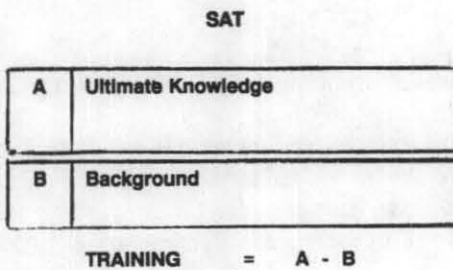 SAT
A Ultimate Knowledge
B Background
TRAINING = A - B